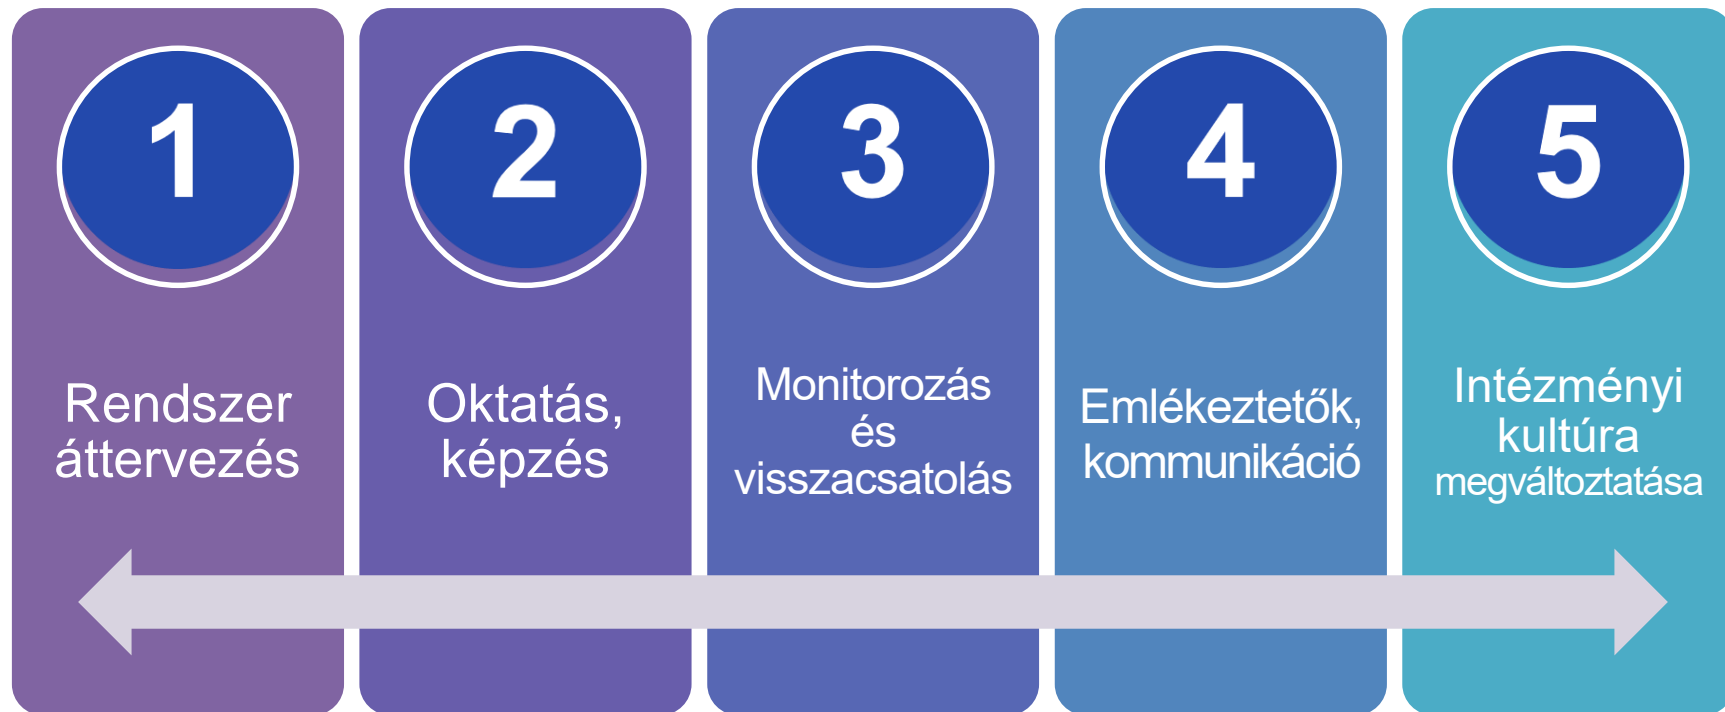 1
Rendszer
áttervezés
2
Oktatás,
képzés
3
Monitorozás
és
visszacsatolás
4
Emlékeztetők,
kommunikáció
5
Intézményi
kultúra
megváltoztatása